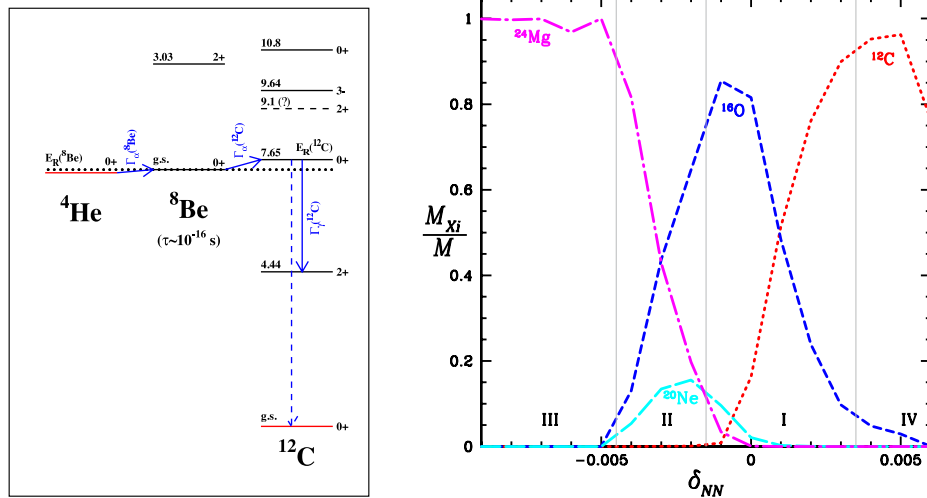 10.8 0+
3.03 2+
9.64 3-
9.1 (?) 2+
E_R(⁸Be) 0+ Γ_α(⁸Be) g.s. 0+ Γ_α(¹²C) 7.65 E_R(¹²C) 0+
⁴He ⁸Be
(τ~10⁻¹⁶ s)
Γ_γ(¹²C)
4.44 2+
g.s. 0+
¹²C
1
0.8
0.6
0.4
0.2
0
M_Xi
M
²⁴Mg
¹²C
¹⁶O
²⁰Ne
III II I IV
−0.005 0 0.005
δ_NN